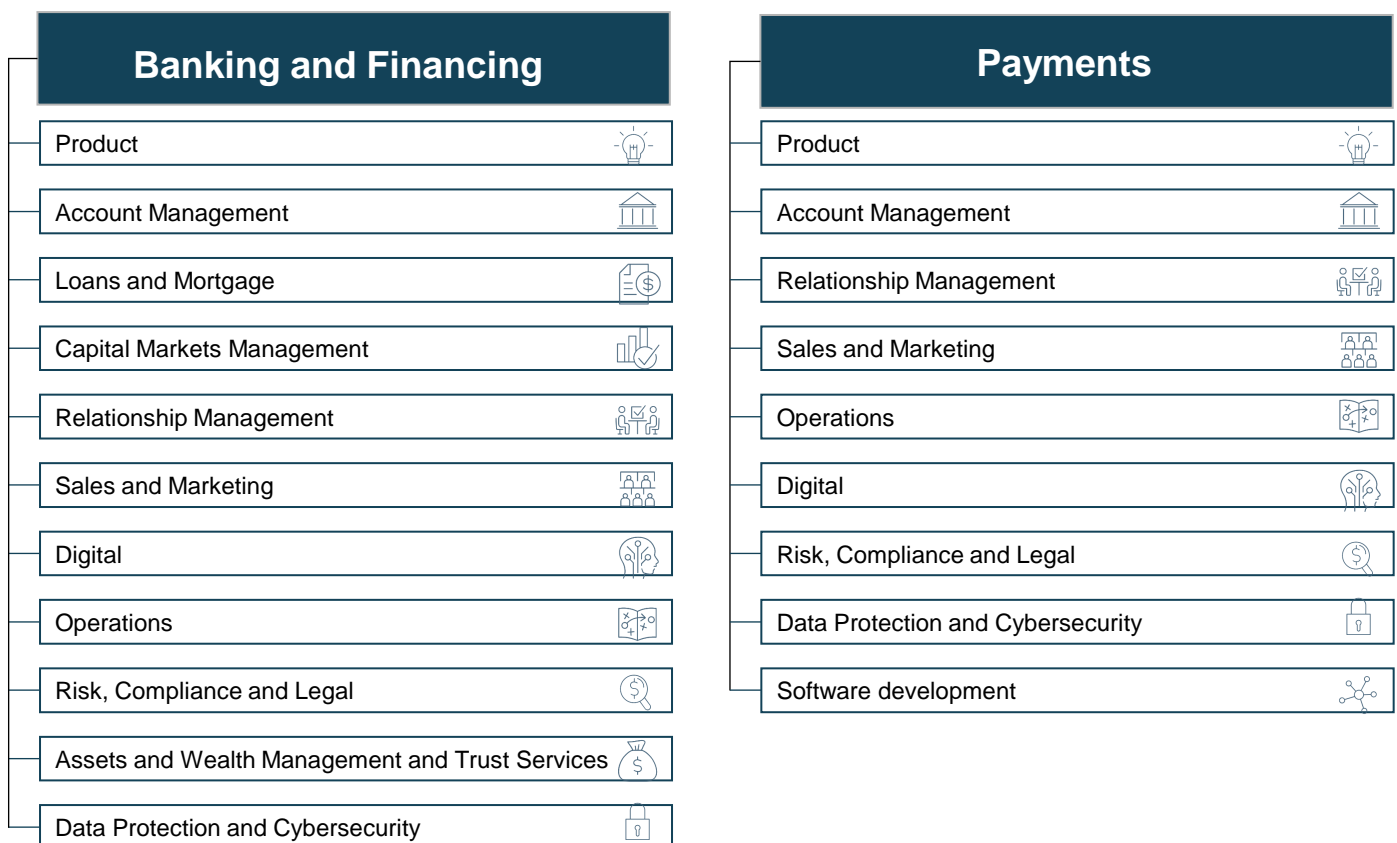 Banking and Financing
Product
Account Management
Loans and Mortgage
Capital Markets Management
Relationship Management
Sales and Marketing
Digital
Operations
Risk, Compliance and Legal
Assets and Wealth Management and Trust Services
Data Protection and Cybersecurity
Payments
Product
Account Management
Relationship Management
Sales and Marketing
Operations
Digital
Risk, Compliance and Legal
Data Protection and Cybersecurity
Software development